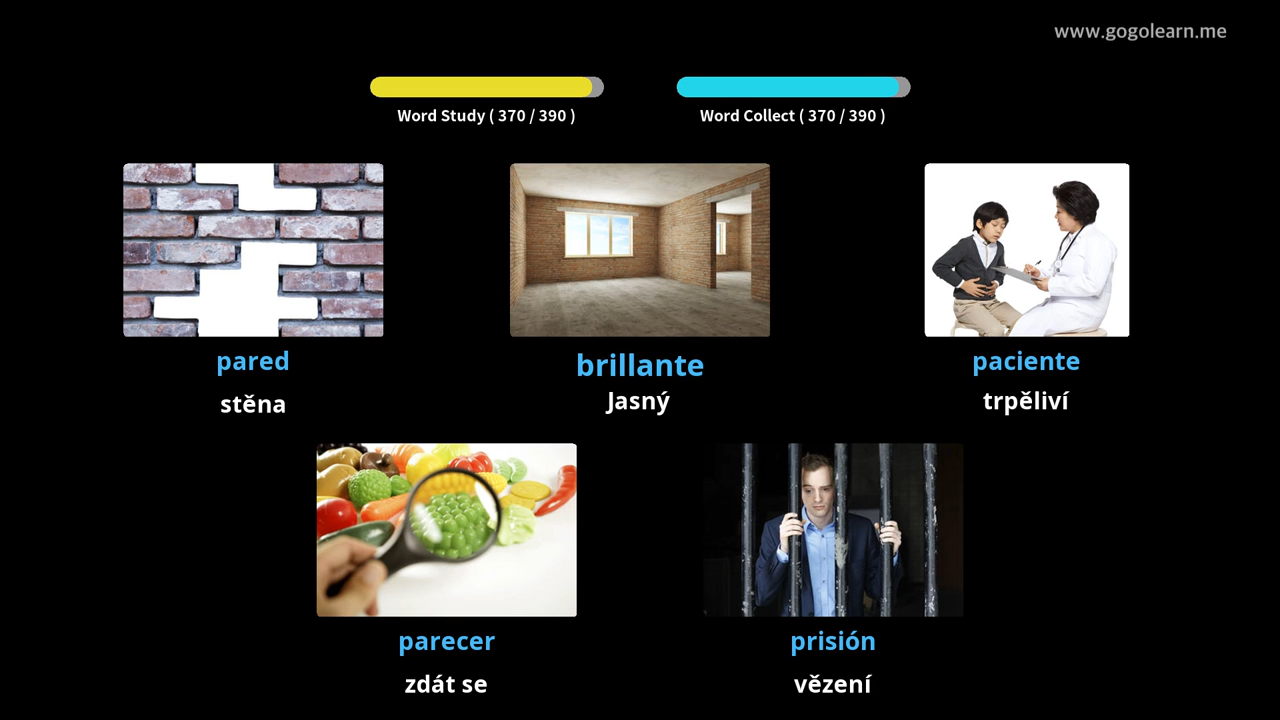 www.gogolearn.me
Word Study ( 370 / 390 )
Word Collect ( 370 / 390 )
pared
stěna
brillante
Jasný
paciente
trpěliví
parecer
zdát se
prisión
vězení